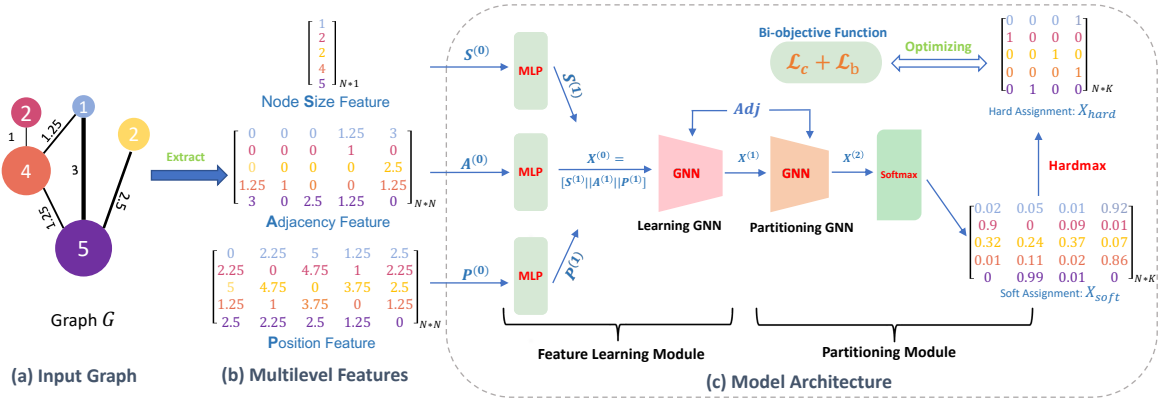 2
1
2
4
5
1
1.25
3
1.25
2.5
Graph G
(a) Input Graph
Extract
1
2
2
4
5
N*1
Node Size Feature
0 0 0 1.25 3
0 0 0 1 0
0 0 0 0 2.5
1.25 1 0 0 1.25
3 0 2.5 1.25 0
N*N
Adjacency Feature
0 2.25 5 1.25 2.5
2.25 0 4.75 1 2.25
5 4.75 0 3.75 2.5
1.25 1 3.75 0 1.25
2.5 2.25 2.5 1.25 0
N*N
Position Feature
(b) Multilevel Features
S(0)
MLP
S(1)
A(0)
MLP
X(0) =
[S(1)||A(1)||P(1)]
P(0)
MLP
P(1)
Adj
GNN
Learning GNN
X(1)
GNN
Partitioning GNN
X(2)
Softmax
Bi-objective Function
ℒc + ℒb
Optimizing
0 0 0 1
1 0 0 0
0 0 1 0
0 0 0 1
0 1 0 0
N*K
Hard Assignment: Xhard
Hardmax
0.02 0.05 0.01 0.92
0.9 0 0.09 0.01
0.32 0.24 0.37 0.07
0.01 0.11 0.02 0.86
0 0.99 0.01 0
N*K
Soft Assignment: Xsoft
Feature Learning Module
Partitioning Module
(c) Model Architecture